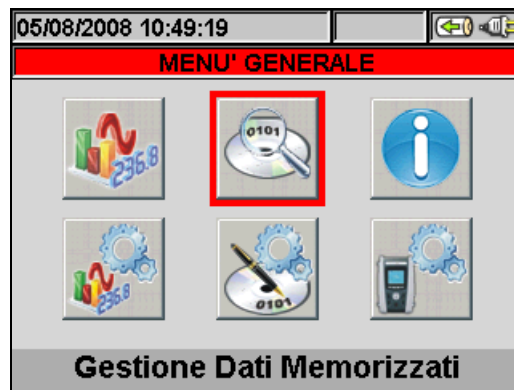 05/08/2008 10:49:19
MENU' GENERALE
236.8
0101
236.8
0101
Gestione Dati Memorizzati